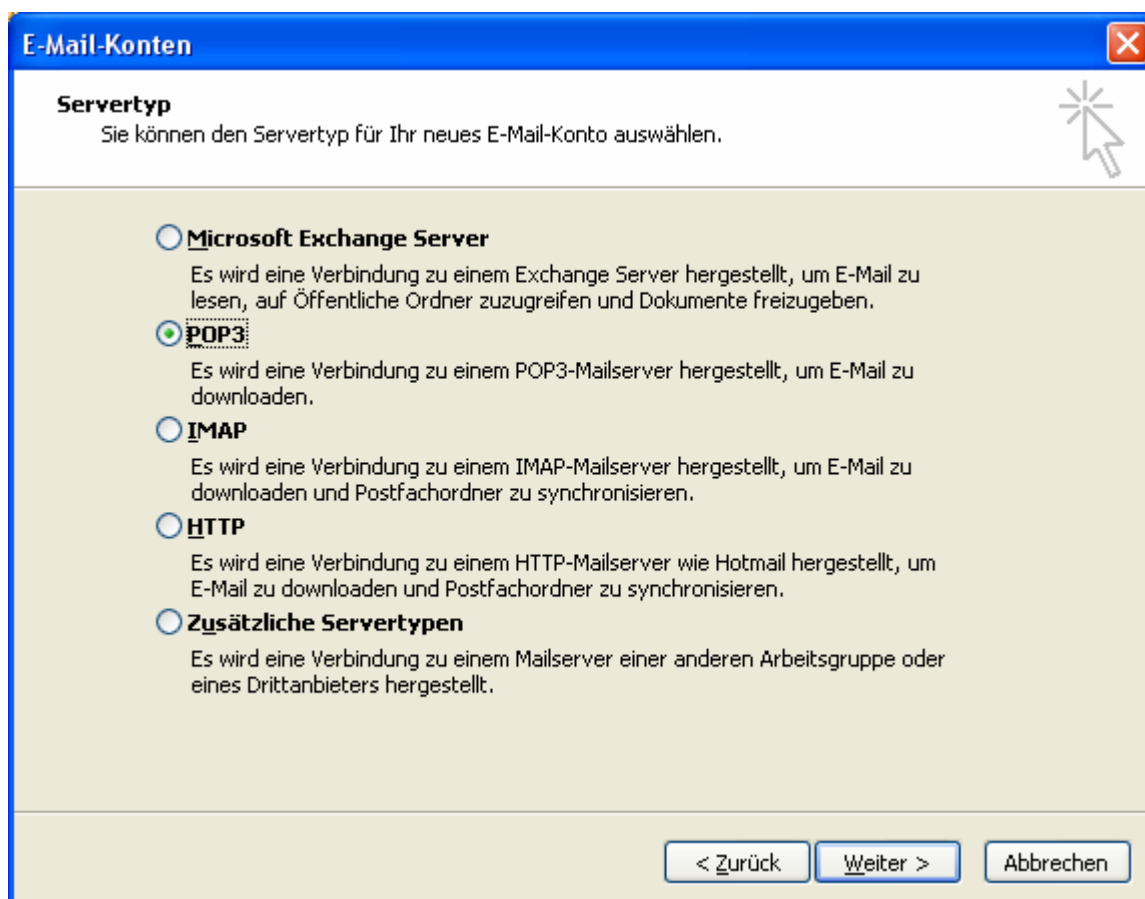 E-Mail-Konten
Servertyp
Sie können den Servertyp für Ihr neues E-Mail-Konto auswählen.
Microsoft Exchange Server
Es wird eine Verbindung zu einem Exchange Server hergestellt, um E-Mail zu
lesen, auf Öffentliche Ordner zuzugreifen und Dokumente freizugeben.
POP3
Es wird eine Verbindung zu einem POP3-Mailserver hergestellt, um E-Mail zu
downloaden.
IMAP
Es wird eine Verbindung zu einem IMAP-Mailserver hergestellt, um E-Mail zu
downloaden und Postfachordner zu synchronisieren.
HTTP
Es wird eine Verbindung zu einem HTTP-Mailserver wie Hotmail hergestellt, um
E-Mail zu downloaden und Postfachordner zu synchronisieren.
Zusätzliche Servertypen
Es wird eine Verbindung zu einem Mailserver einer anderen Arbeitsgruppe oder
eines Drittanbieters hergestellt.
< Zurück Weiter > Abbrechen